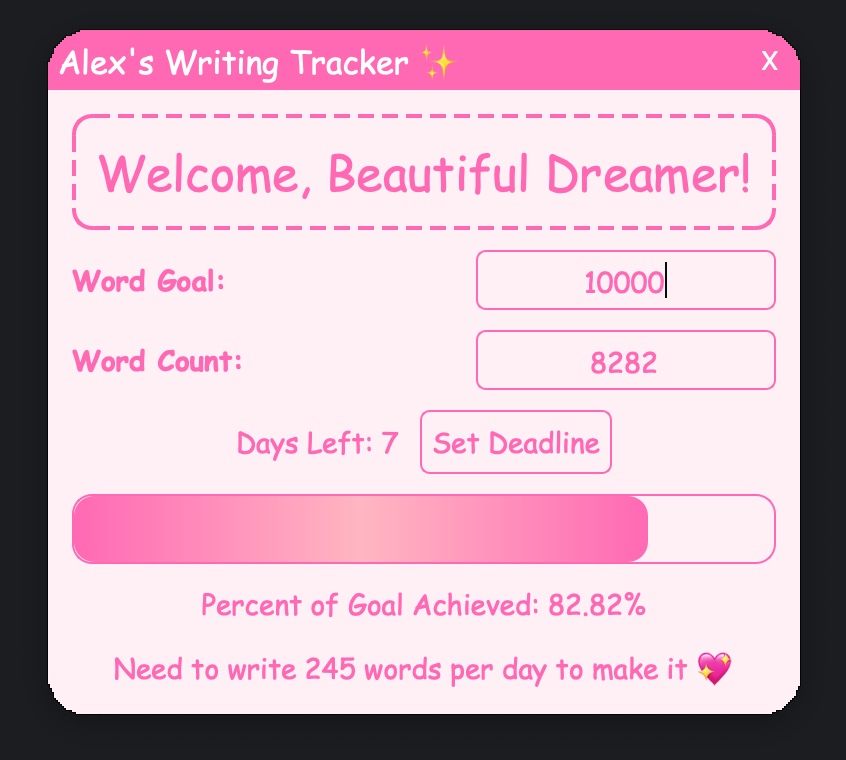 Alex's Writing Tracker ✨ X
Welcome, Beautiful Dreamer!
Word Goal: 10000
Word Count: 8282
Days Left: 7 Set Deadline
Percent of Goal Achieved: 82.82%
Need to write 245 words per day to make it 💖